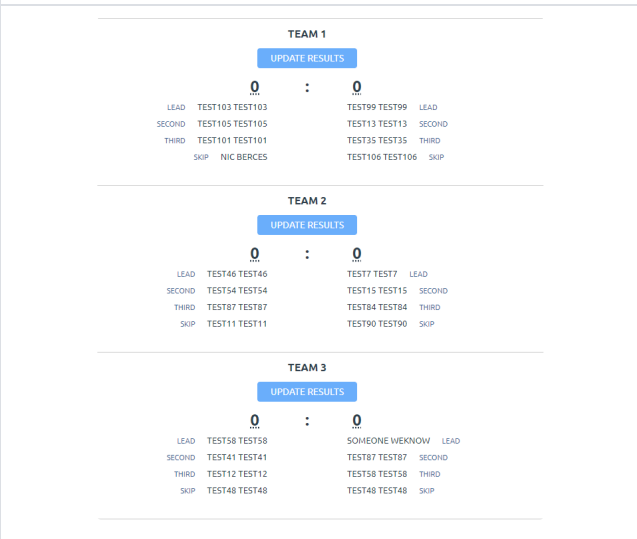 TEAM 1
UPDATE RESULTS
0 : 0
LEAD TEST103 TEST103 TEST99 TEST99 LEAD
SECOND TEST105 TEST105 TEST13 TEST13 SECOND
THIRD TEST101 TEST101 TEST35 TEST35 THIRD
SKIP NIC BERCES TEST106 TEST106 SKIP
TEAM 2
UPDATE RESULTS
0 : 0
LEAD TEST46 TEST46 TEST7 TEST7 LEAD
SECOND TEST54 TEST54 TEST15 TEST15 SECOND
THIRD TEST87 TEST87 TEST84 TEST84 THIRD
SKIP TEST11 TEST11 TEST90 TEST90 SKIP
TEAM 3
UPDATE RESULTS
0 : 0
LEAD TEST58 TEST58 SOMEONE WEKNOW LEAD
SECOND TEST41 TEST41 TEST87 TEST87 SECOND
THIRD TEST12 TEST12 TEST58 TEST58 THIRD
SKIP TEST48 TEST48 TEST48 TEST48 SKIP